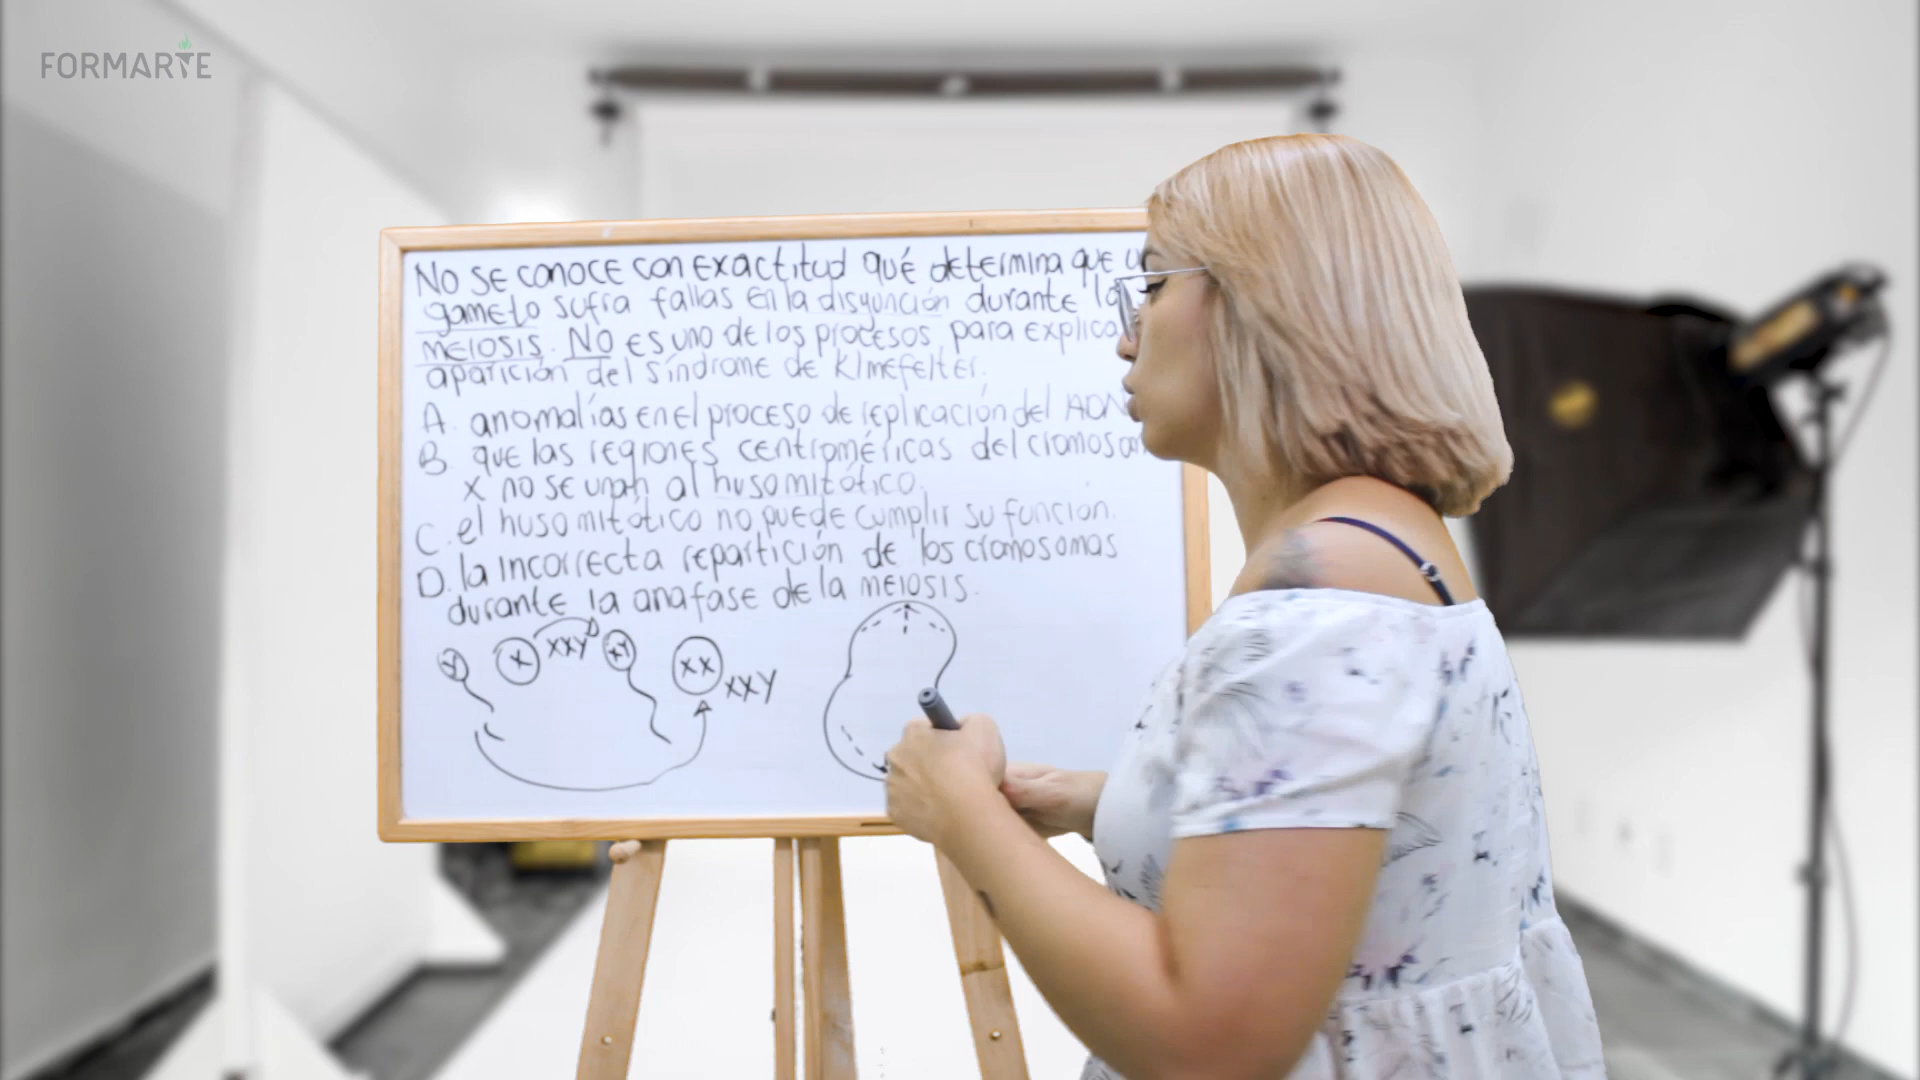 FORMARTE
No se conoce con exactitud qué determina que
gameto sufra fallas en la disyunción durante la
meiosis. NO es uno de los procesos para explica
aparición del síndrome de Klmefelter.
A. anomalías en el proceso de replicación del ADN
B. que las regiones centroméricas del cromosom
X no se unan al huso mitótico.
C. el huso mitótico no puede cumplir su función.
D. la incorrecta repartición de los cromosomas
durante la anafase de la meiosis.
Y X XXY XY XX XXY